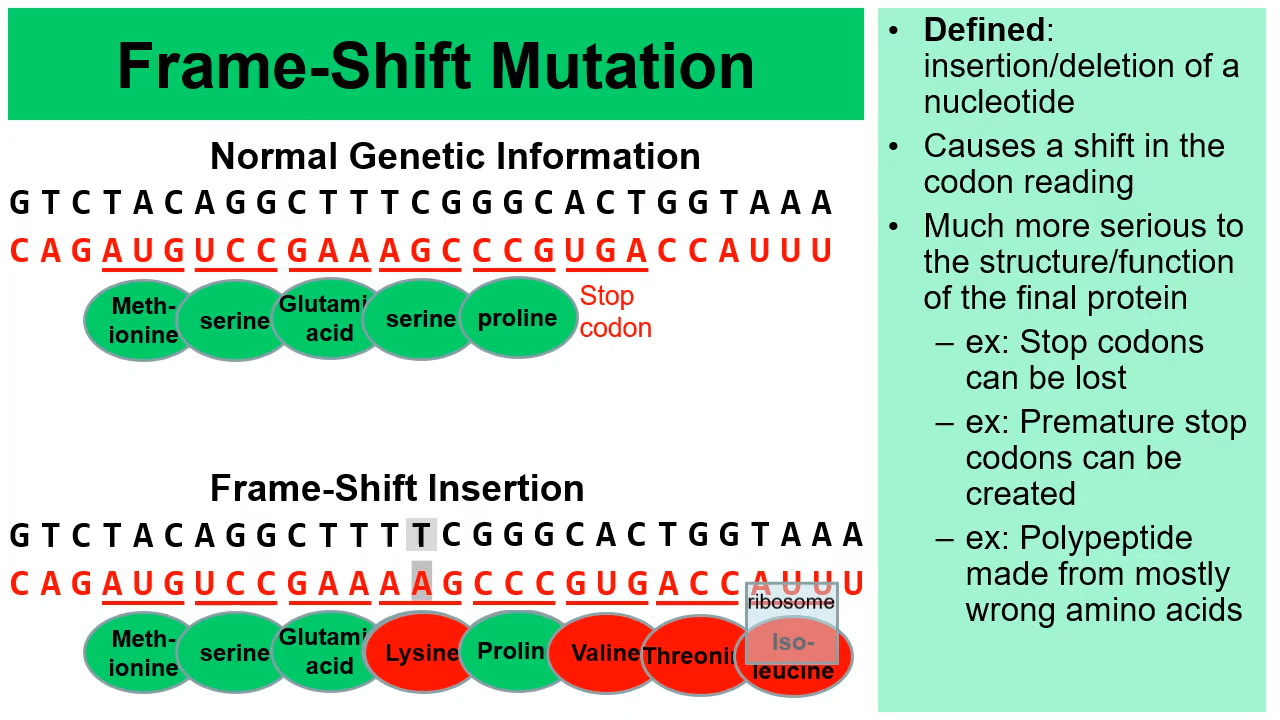 Frame-Shift Mutation
Normal Genetic Information
G T C T A C A G G C T T T C G G G C A C T G G T A A A
C A G A U G U C C G A A A G C C C G U G A C C A U U U
Meth-
ionine
serine
Glutami
acid
serine
proline
Stop
codon
Frame-Shift Insertion
G T C T A C A G G C T T T T C G G G C A C T G G T A A A
C A G A U G U C C G A A A A G C C C G U G A C C A U U U
ribosome
Meth-
ionine
serine
Glutami
acid
Lysine
Prolin
Valine
Threonin
Iso-
leucine
• Defined:
insertion/deletion of a
nucleotide
• Causes a shift in the
codon reading
• Much more serious to
the structure/function
of the final protein
– ex: Stop codons
can be lost
– ex: Premature stop
codons can be
created
– ex: Polypeptide
made from mostly
wrong amino acids